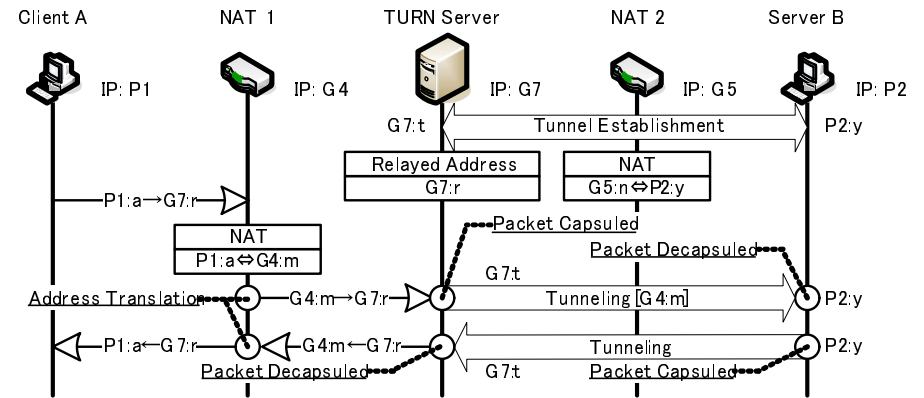 Client A
NAT 1
TURN Server
NAT 2
Server B
IP: P1
IP: G4
IP: G7
IP: G5
IP: P2
G7:t
Tunnel Establishment
P2:y
Relayed Address
G7:r
NAT
G5:n⇔P2:y
P1:a→G7:r
Packet Capsuled
NAT
P1:a⇔G4:m
Packet Decapsuled
G7:t
Address Translation
G4:m→G7:r
Tunneling [G4:m]
P2:y
P1:a←G7:r
G4:m←G7:r
Tunneling
P2:y
Packet Decapsuled
G7:t
Packet Capsuled